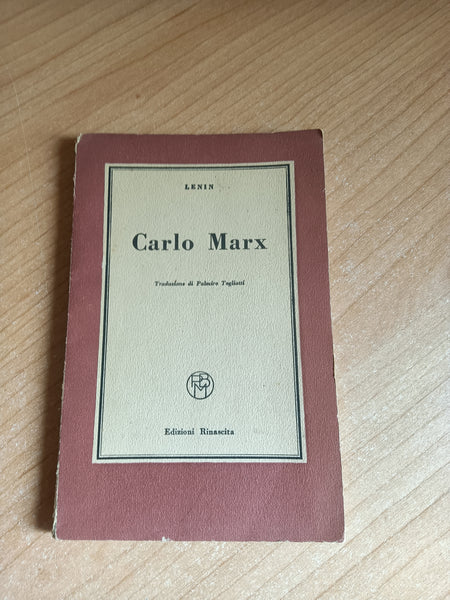 LENIN
Carlo Marx
Traduzione di Palmiro Togliatti
Edizioni Rinascita